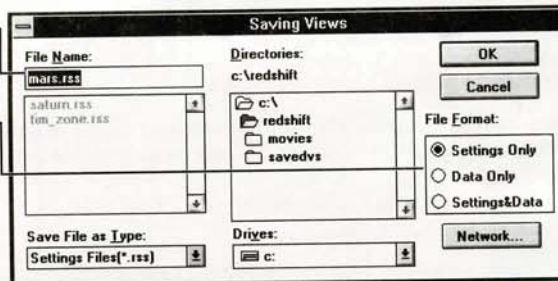 Saving Views
File Name:
mars.rss
saturn.rss
tim_zone.rss
Save File as Type:
Settings Files(*.rss)
Directories:
c:\redshift
c:\
redshift
movies
savedvs
Drives:
c:
OK
Cancel
File Format:
Settings Only
Data Only
Settings&Data
Network...